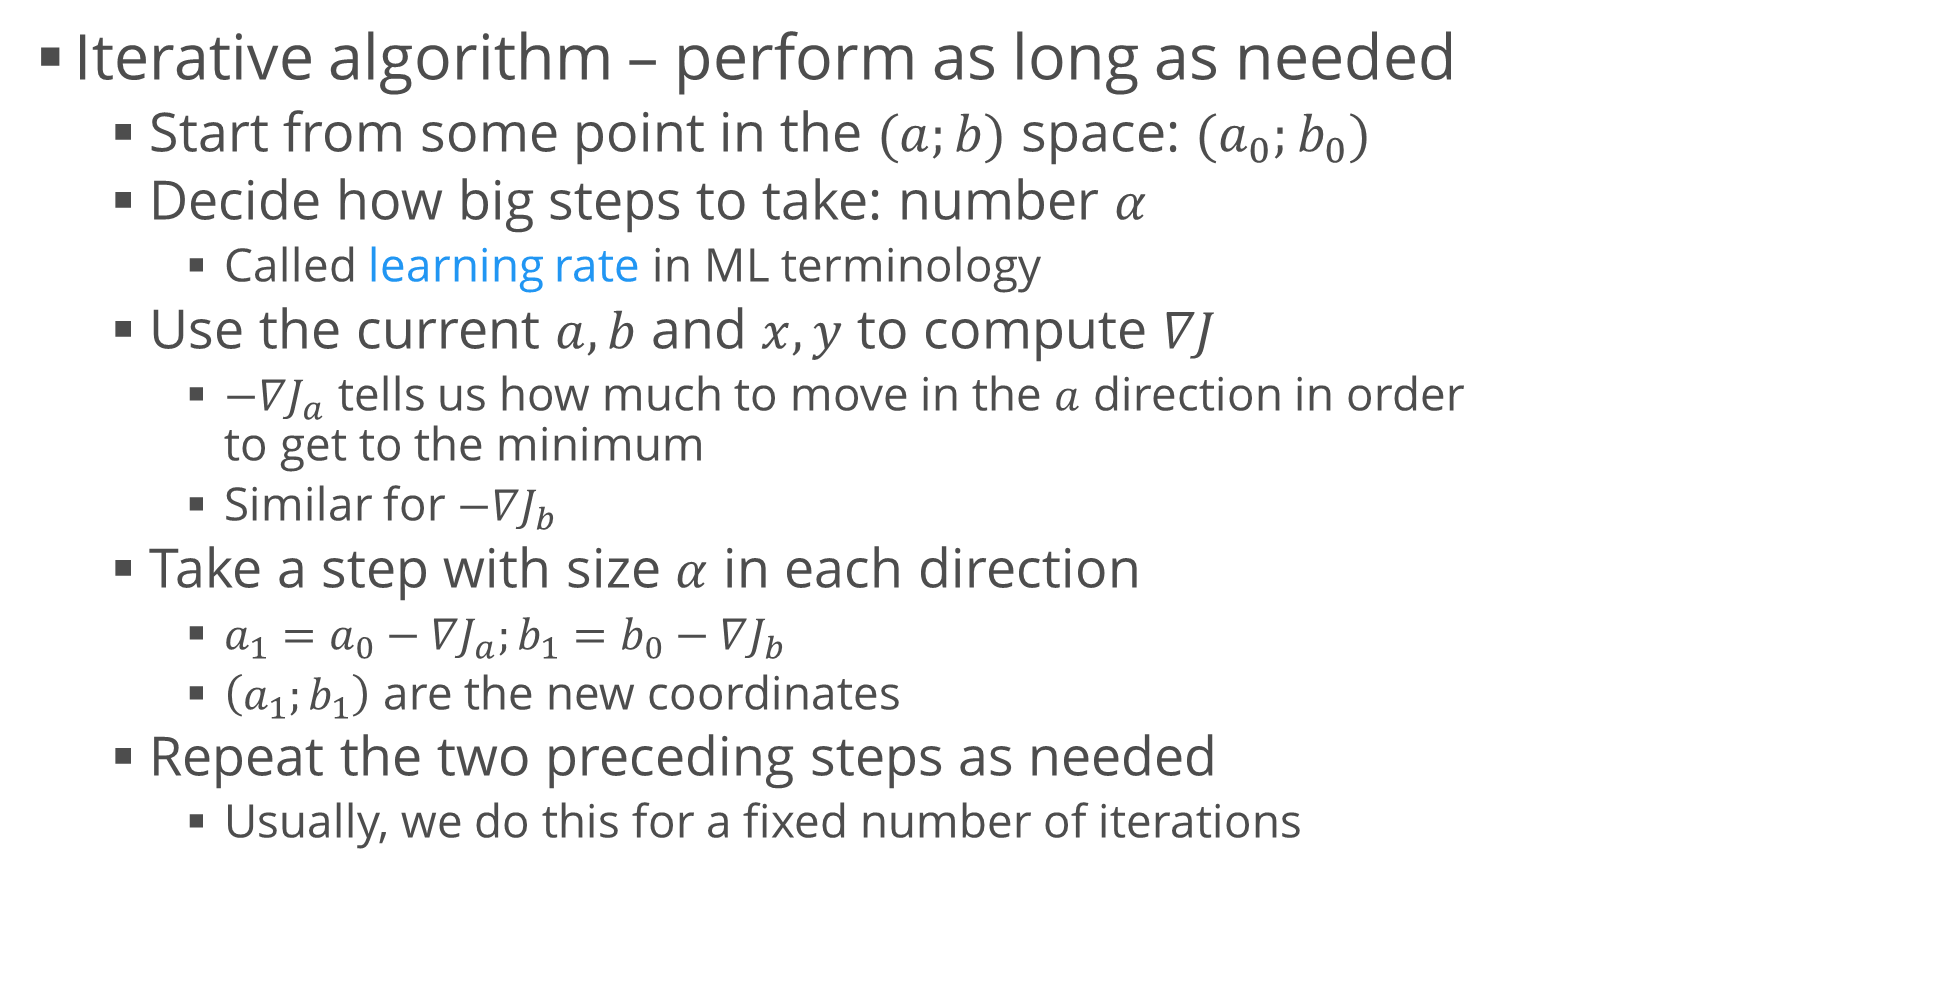 ▪ Iterative algorithm – perform as long as needed
▪ Start from some point in the (a; b) space: (a₀; b₀)
▪ Decide how big steps to take: number α
▪ Called learning rate in ML terminology
▪ Use the current a, b and x, y to compute ∇J
▪ −∇Jₐ tells us how much to move in the a direction in order
to get to the minimum
▪ Similar for −∇J_b
▪ Take a step with size α in each direction
▪ a₁ = a₀ − ∇Jₐ; b₁ = b₀ − ∇J_b
▪ (a₁; b₁) are the new coordinates
▪ Repeat the two preceding steps as needed
▪ Usually, we do this for a fixed number of iterations